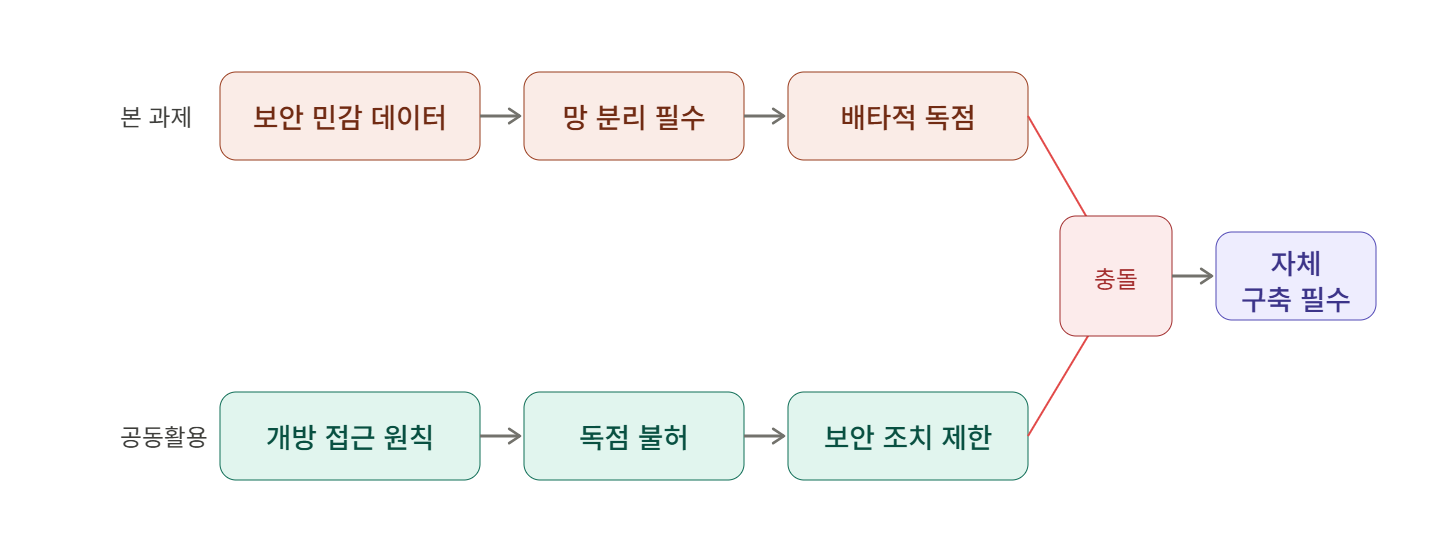 본 과제
보안 민감 데이터
망 분리 필수
배타적 독점
충돌
자체
구축 필수
공동활용
개방 접근 원칙
독점 불허
보안 조치 제한